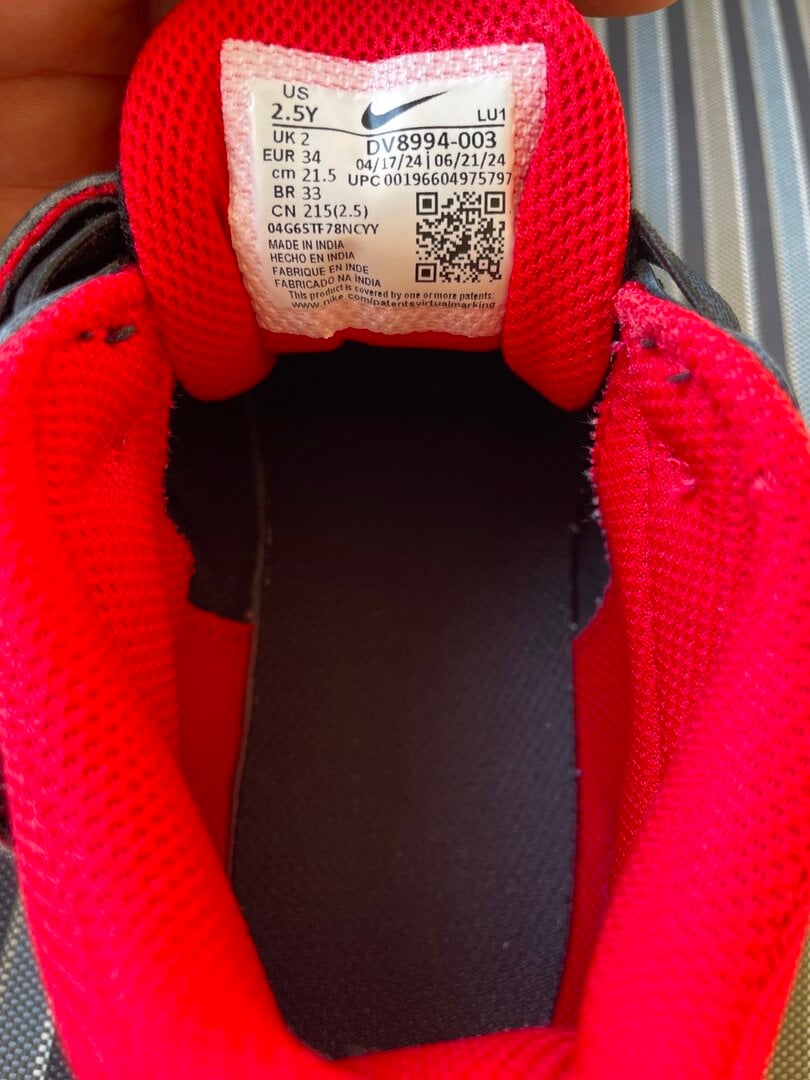 US
2.5Y
LU1
UK 2
DV8994-003
EUR 34
04/17/24 | 06/21/24
cm 21.5
UPC 00196604975797
BR 33
CN 215(2.5)
04G65TF78NCYY
MADE IN INDIA
HECHO EN INDIA
FABRIQUE EN INDE
FABRICADO NA ÍNDIA
This product is covered by one or more patents:
www.nike.com/patentsvirtualmarking